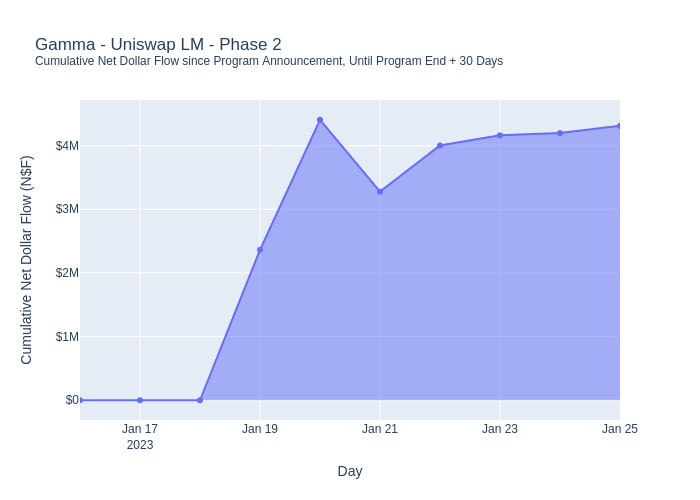 Gamma - Uniswap LM - Phase 2
Cumulative Net Dollar Flow since Program Announcement, Until Program End + 30 Days
Cumulative Net Dollar Flow (N$F)
$4M
$3M
$2M
$1M
$0
Jan 17
2023
Jan 19
Jan 21
Jan 23
Jan 25
Day